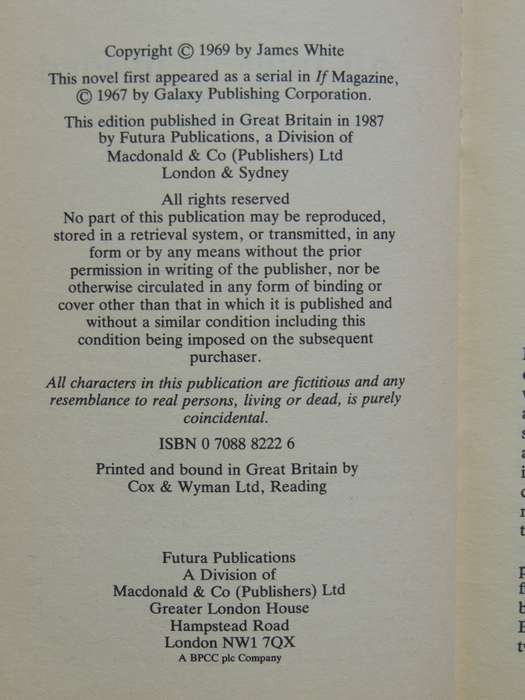 Copyright © 1969 by James White
This novel first appeared as a serial in If Magazine,
© 1967 by Galaxy Publishing Corporation.
This edition published in Great Britain in 1987
by Futura Publications, a Division of
Macdonald & Co (Publishers) Ltd
London & Sydney
All rights reserved
No part of this publication may be reproduced,
stored in a retrieval system, or transmitted, in any
form or by any means without the prior
permission in writing of the publisher, nor be
otherwise circulated in any form of binding or
cover other than that in which it is published and
without a similar condition including this
condition being imposed on the subsequent
purchaser.
All characters in this publication are fictitious and any
resemblance to real persons, living or dead, is purely
coincidental.
ISBN 0 7088 8222 6
Printed and bound in Great Britain by
Cox & Wyman Ltd, Reading
Futura Publications
A Division of
Macdonald & Co (Publishers) Ltd
Greater London House
Hampstead Road
London NW1 7QX
A BPCC plc Company